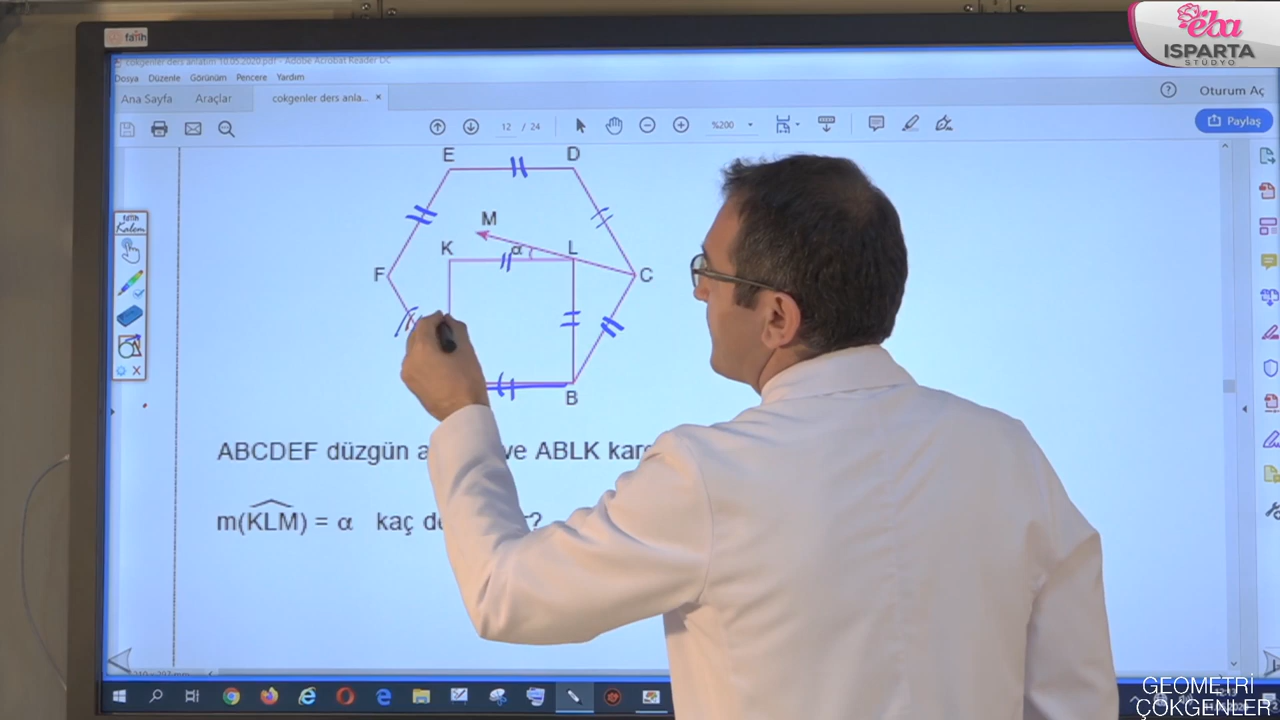 fatih
eba
ISPARTA
STÜDYO
cokgenler ders anlatım 10.05.2020.pdf - Adobe Acrobat Reader DC
Dosya Düzenle Görünüm Pencere Yardım
Ana Sayfa Araçlar cokgenler ders anla... × Oturum Aç
12 / 24 %200 Paylaş
E D
fatih
Kalem
M
K α L
F C
B
ABCDEF düzgün a ve ABLK kar
m(KLM) = α kaç de ?
GEOMETRİ
ÇOKGENLER